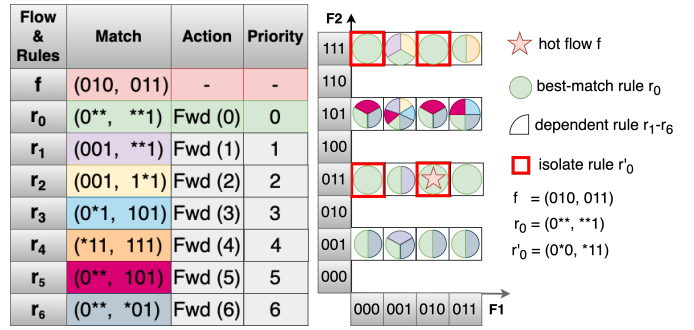 Flow & Rules Match Action Priority
f (010, 011) - -
r₀ (0**, **1) Fwd (0) 0
r₁ (001, **1) Fwd (1) 1
r₂ (001, 1*1) Fwd (2) 2
r₃ (0*1, 101) Fwd (3) 3
r₄ (*11, 111) Fwd (4) 4
r₅ (0**, 101) Fwd (5) 5
r₆ (0**, *01) Fwd (6) 6
F2
111
110
101
100
011
010
001
000
000 001 010 011 F1
hot flow f
best-match rule r₀
dependent rule r₁-r₆
isolate rule r'₀
f = (010, 011)
r₀ = (0**, **1)
r'₀ = (0*0, *11)